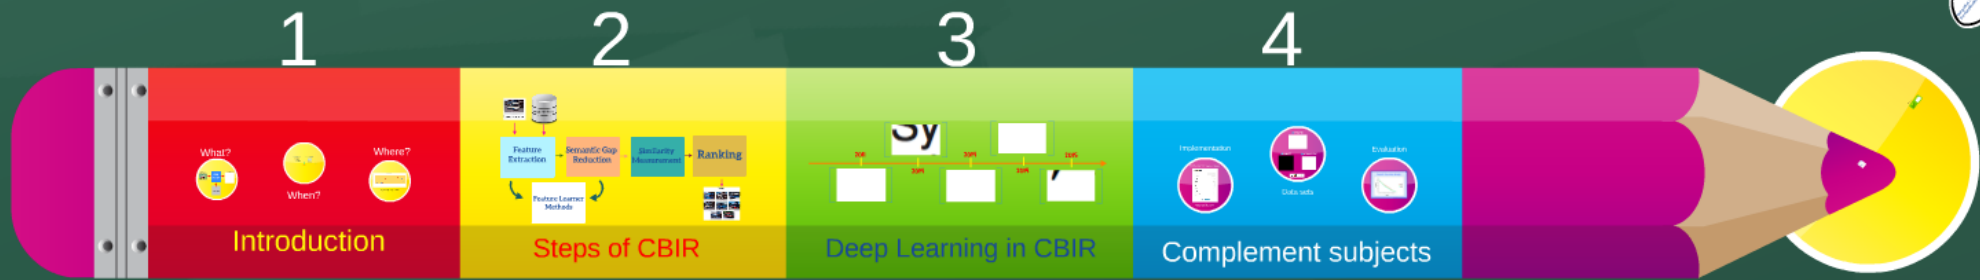 1
2
3
4
What?
When?
Where?
Introduction
Feature
Extraction
Semantic Gap
Reduction
Similarity
Measurement
Ranking
Feature Learner
Methods
Steps of CBIR
Sy
Deep Learning in CBIR
Implementation
Data sets
Evaluation
Complement subjects